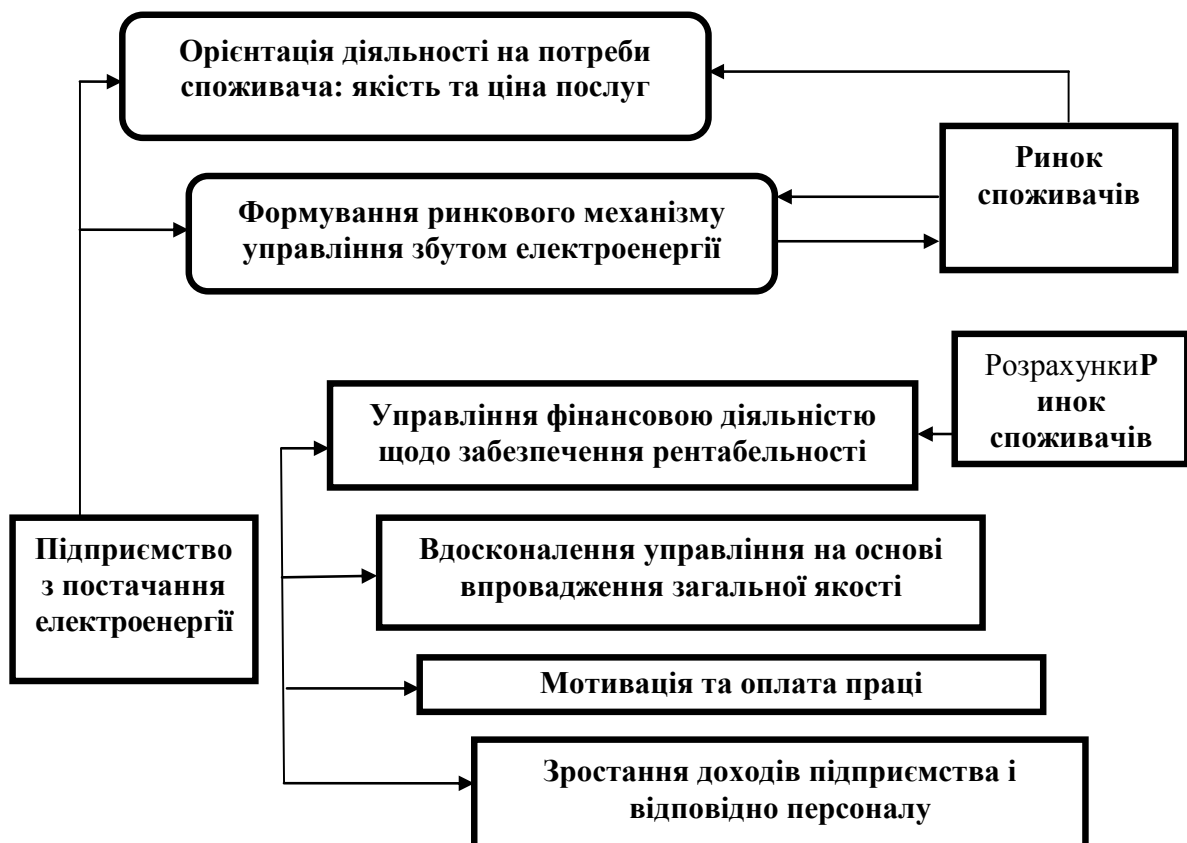 Орієнтація діяльності на потреби
споживача: якість та ціна послуг
Ринок
споживачів
Формування ринкового механізму
управління збутом електроенергії
РозрахункиР
инок
споживачів
Управління фінансовою діяльністю
щодо забезпечення рентабельності
Підприємство
з постачання
електроенергії
Вдосконалення управління на основі
впровадження загальної якості
Мотивація та оплата праці
Зростання доходів підприємства і
відповідно персоналу